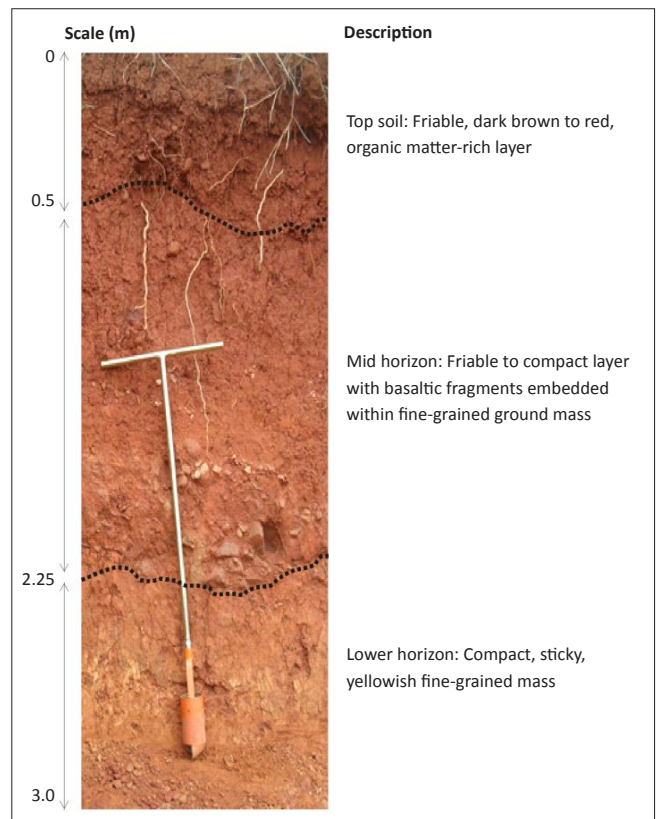 Scale (m)
Description
0
Top soil: Friable, dark brown to red,
organic matter-rich layer
0.5
Mid horizon: Friable to compact layer
with basaltic fragments embedded
within fine-grained ground mass
2.25
Lower horizon: Compact, sticky,
yellowish fine-grained mass
3.0